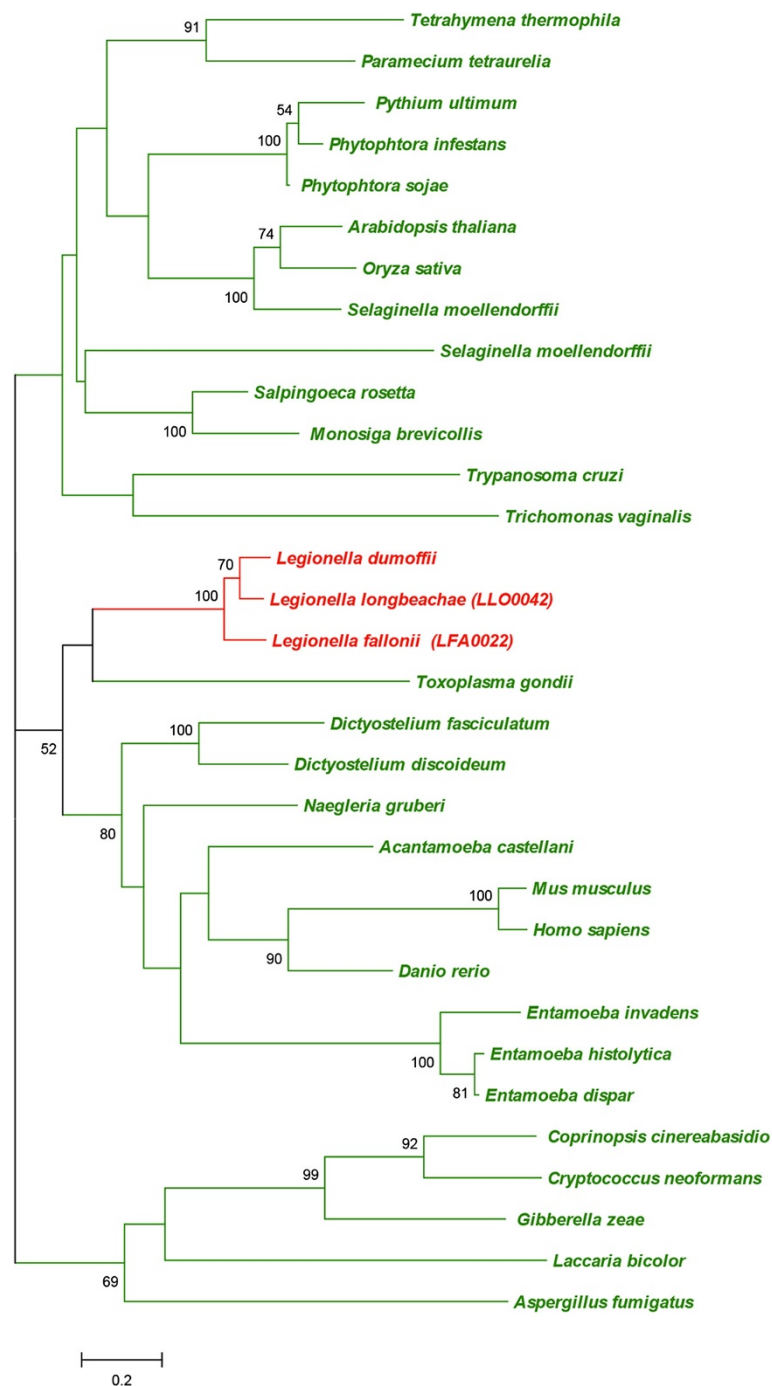 Tetrahymena thermophila
91
Paramecium tetraurelia
Pythium ultimum
54
100
Phytophtora infestans
Phytophtora sojae
Arabidopsis thaliana
74
Oryza sativa
100
Selaginella moellendorffii
Selaginella moellendorffii
Salpingoeca rosetta
100
Monosiga brevicollis
Trypanosoma cruzi
Trichomonas vaginalis
Legionella dumoffii
70
100
Legionella longbeachae (LLO0042)
Legionella fallonii (LFA0022)
Toxoplasma gondii
100
Dictyostelium fasciculatum
52
Dictyostelium discoideum
Naegleria gruberi
80
Acantamoeba castellani
Mus musculus
100
Homo sapiens
90
Danio rerio
Entamoeba invadens
Entamoeba histolytica
100
81
Entamoeba dispar
Coprinopsis cinereabasidio
92
99
Cryptococcus neoformans
Gibberella zeae
Laccaria bicolor
69
Aspergillus fumigatus
0.2